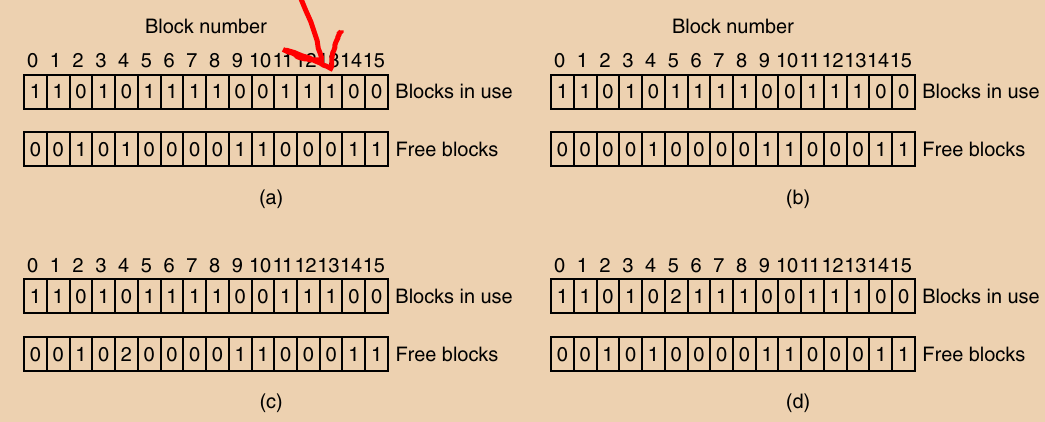 Block number
0 1 2 3 4 5 6 7 8 9 10 11 12 13 14 15
1 1 0 1 0 1 1 1 1 0 0 1 1 1 0 0 Blocks in use
0 0 1 0 1 0 0 0 0 1 1 0 0 0 1 1 Free blocks
(a)
Block number
0 1 2 3 4 5 6 7 8 9 10 11 12 13 14 15
1 1 0 1 0 1 1 1 1 0 0 1 1 1 0 0 Blocks in use
0 0 0 0 1 0 0 0 0 1 1 0 0 0 1 1 Free blocks
(b)
0 1 2 3 4 5 6 7 8 9 10 11 12 13 14 15
1 1 0 1 0 1 1 1 1 0 0 1 1 1 0 0 Blocks in use
0 0 1 0 2 0 0 0 0 1 1 0 0 0 1 1 Free blocks
(c)
0 1 2 3 4 5 6 7 8 9 10 11 12 13 14 15
1 1 0 1 0 2 1 1 1 0 0 1 1 1 0 0 Blocks in use
0 0 1 0 1 0 0 0 0 1 1 0 0 0 1 1 Free blocks
(d)